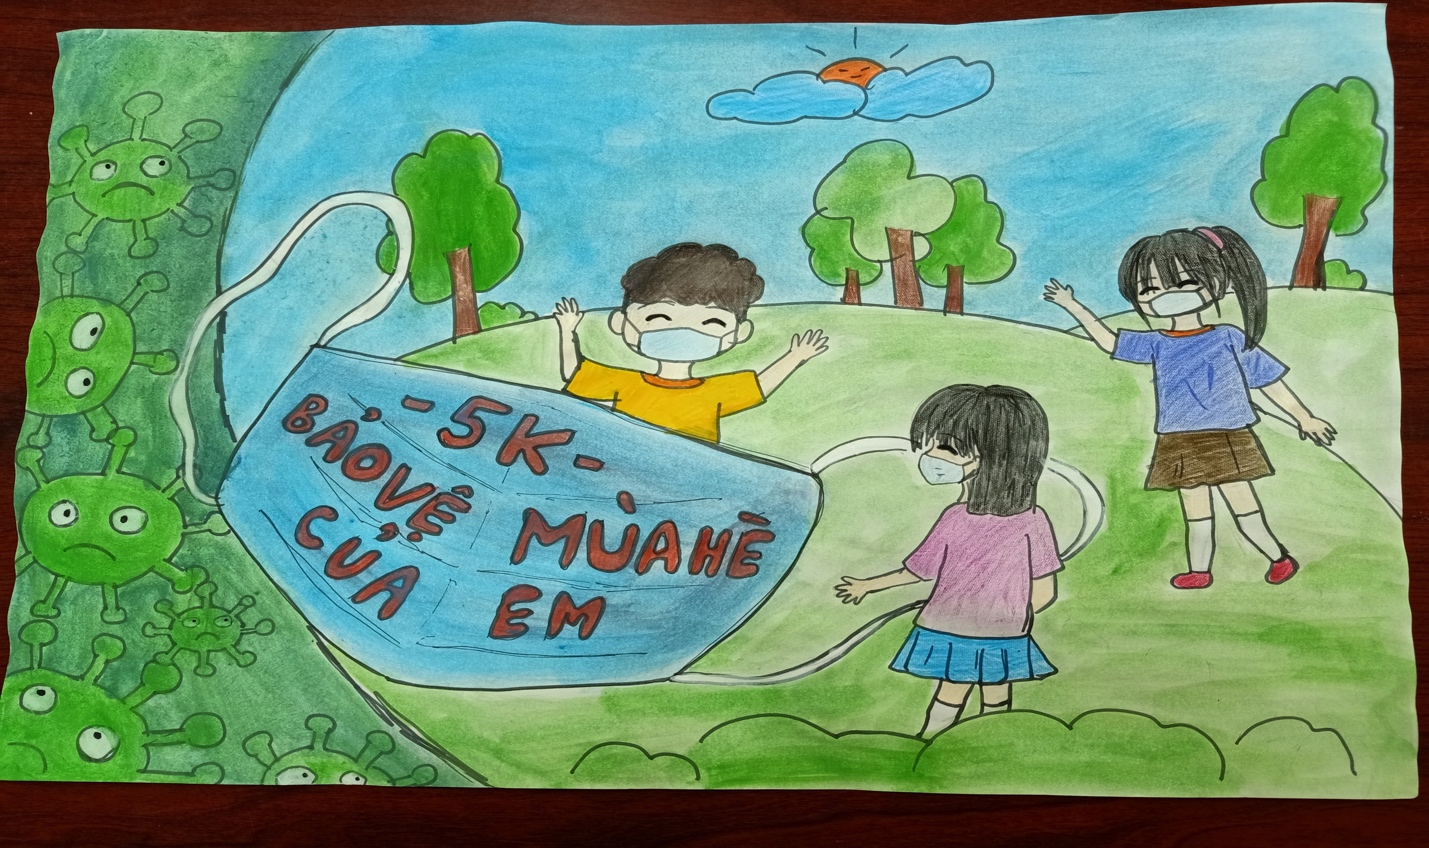 -5K-
BẢO VỆ MÙA HÈ
CỦA EM